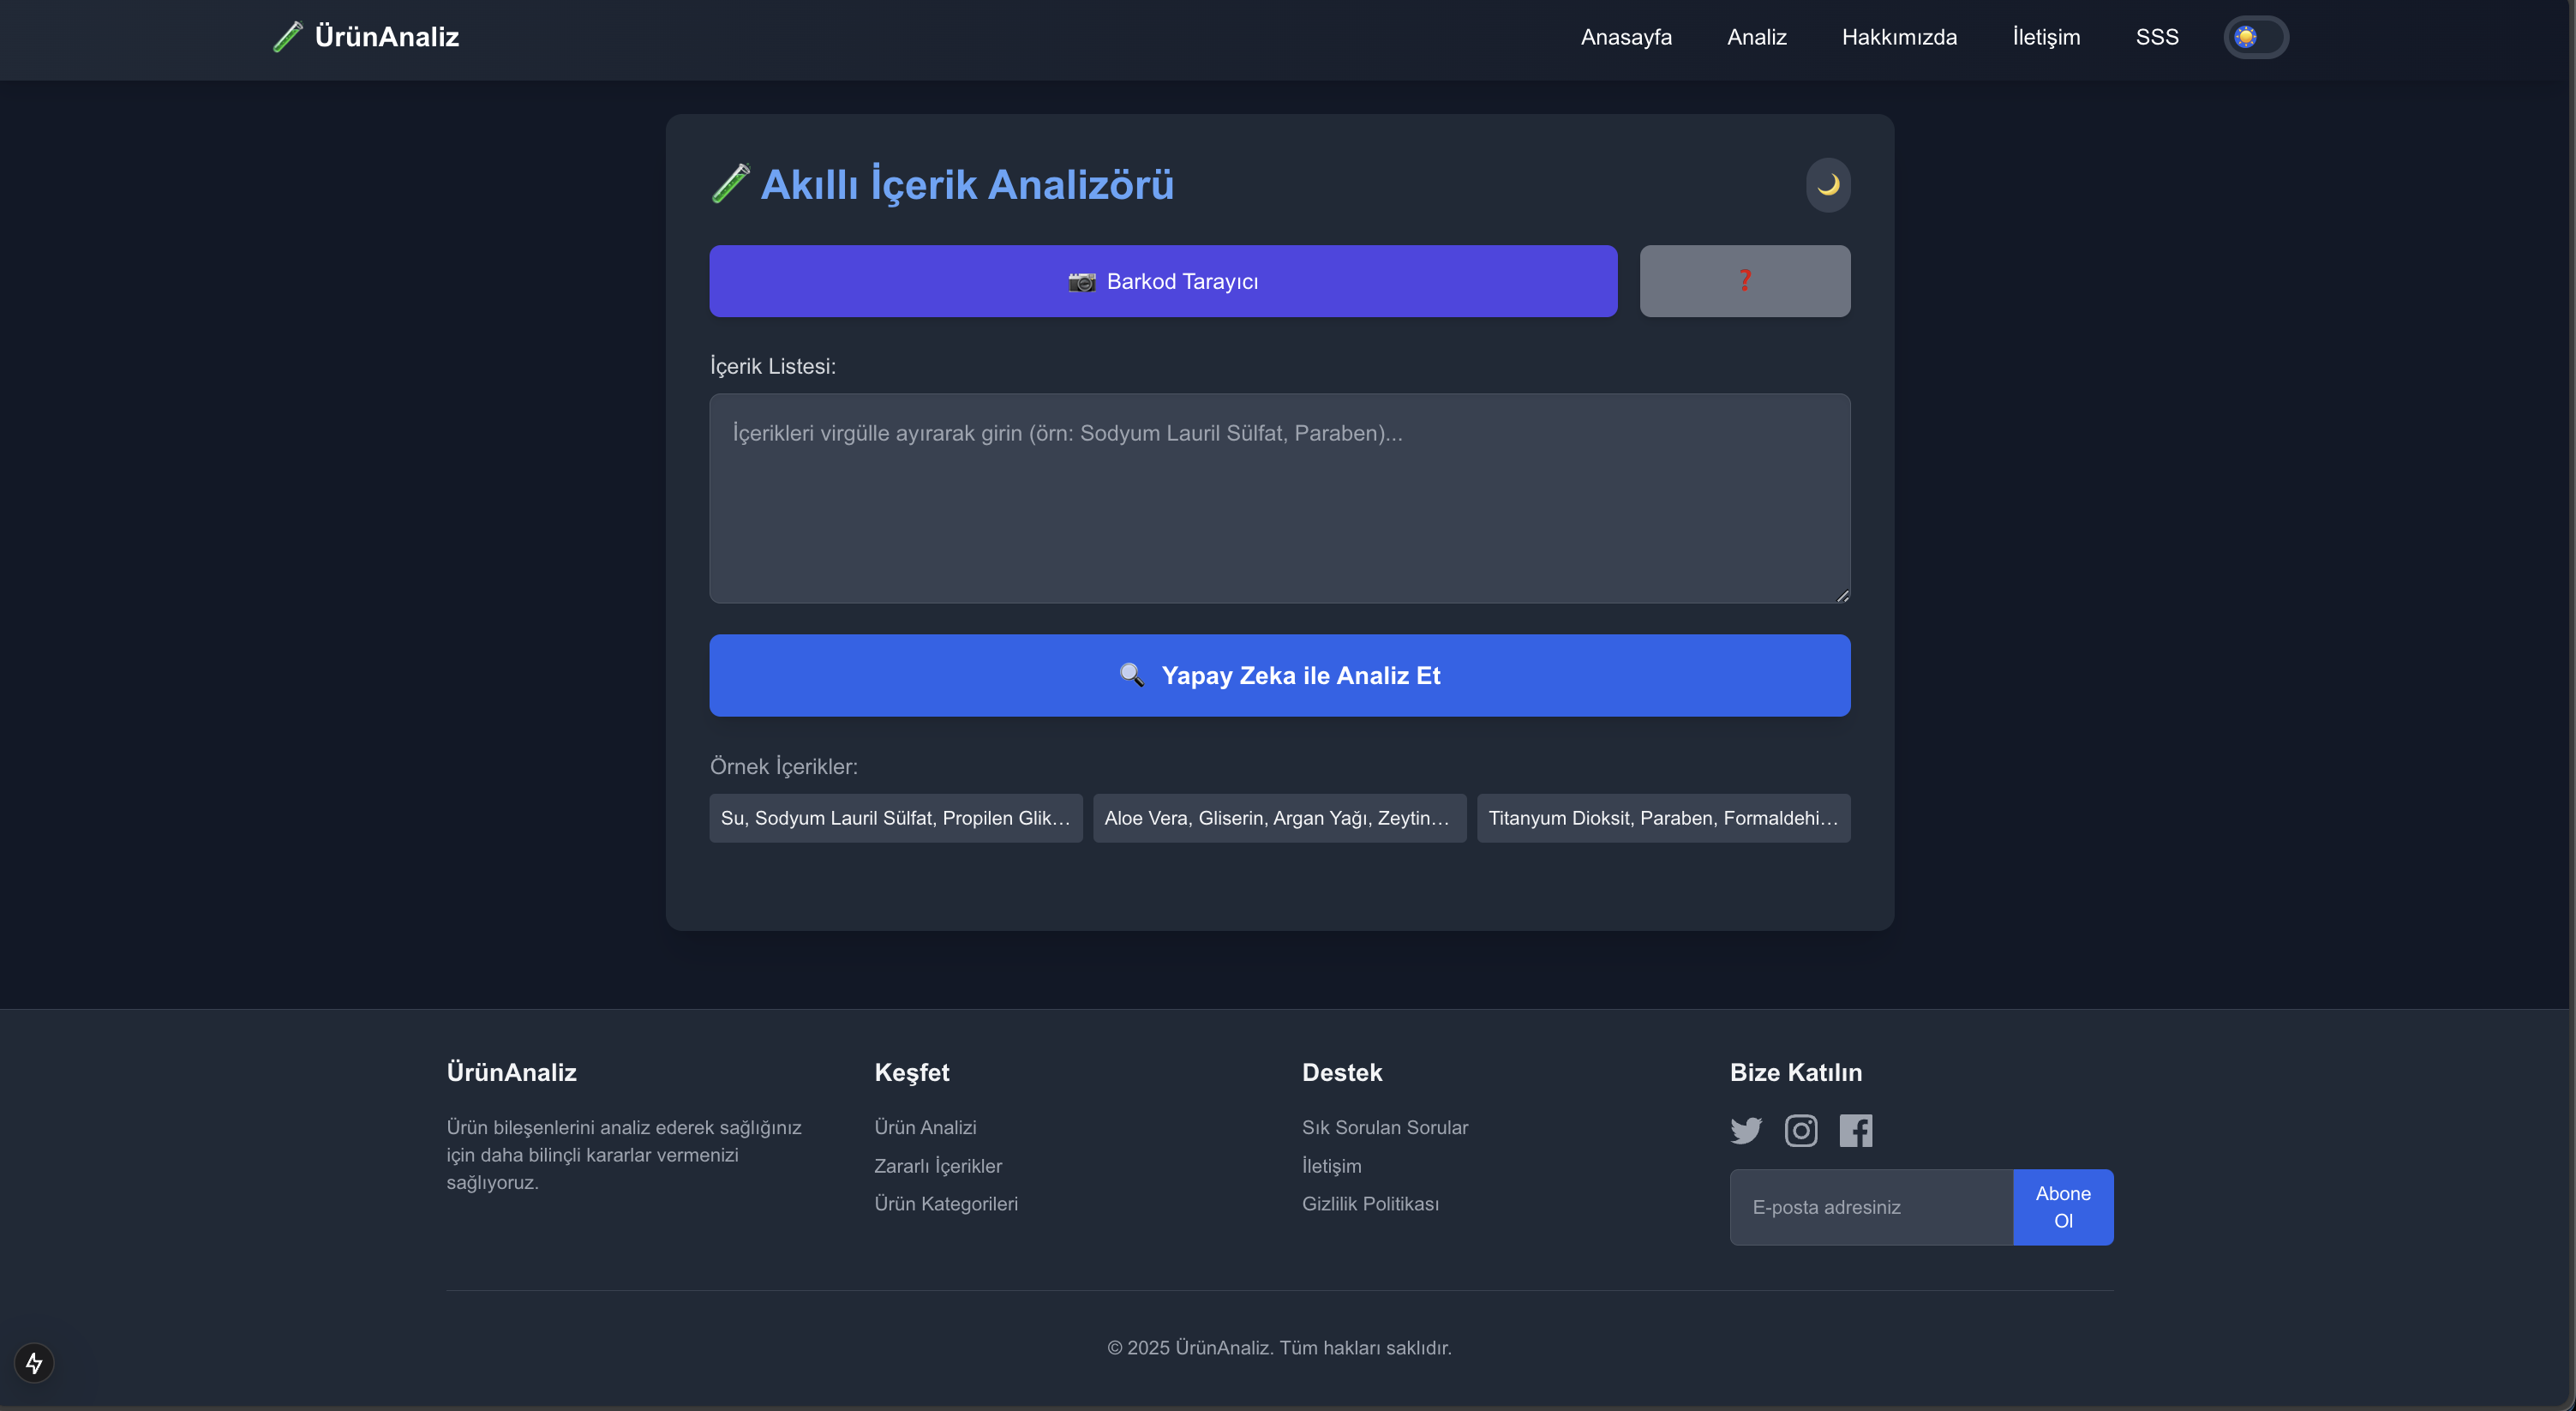 ÜrünAnaliz
Anasayfa
Analiz
Hakkımızda
İletişim
SSS
Akıllı İçerik Analizörü
Barkod Tarayıcı
İçerik Listesi:
İçerikleri virgülle ayırarak girin (örn: Sodyum Lauril Sülfat, Paraben)...
Yapay Zeka ile Analiz Et
Örnek İçerikler:
Su, Sodyum Lauril Sülfat, Propilen Glik...
Aloe Vera, Gliserin, Argan Yağı, Zeytin...
Titanyum Dioksit, Paraben, Formaldehi...
ÜrünAnaliz
Ürün bileşenlerini analiz ederek sağlığınız
için daha bilinçli kararlar vermenizi
sağlıyoruz.
Keşfet
Ürün Analizi
Zararlı İçerikler
Ürün Kategorileri
Destek
Sık Sorulan Sorular
İletişim
Gizlilik Politikası
Bize Katılın
E-posta adresiniz
Abone
Ol
© 2025 ÜrünAnaliz. Tüm hakları saklıdır.